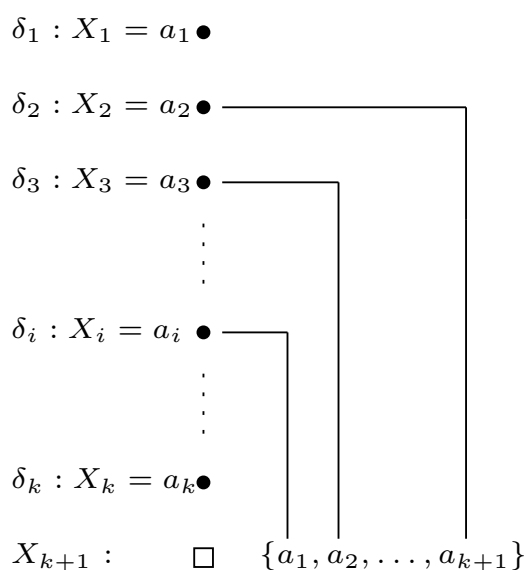 δ₁ : X₁ = a₁
δ₂ : X₂ = a₂
δ₃ : X₃ = a₃
δᵢ : Xᵢ = aᵢ
δₖ : Xₖ = aₖ
Xₖ₊₁ : {a₁, a₂, . . . , aₖ₊₁}